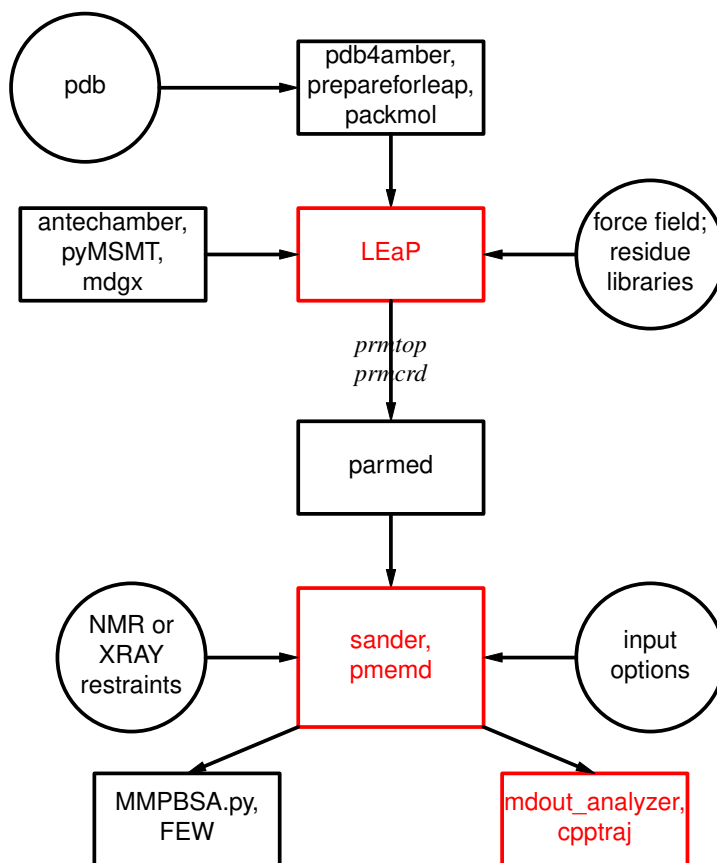 pdb
pdb4amber,
prepareforleap,
packmol
antechamber,
pyMSMT,
mdgx
LEaP
force field;
residue
libraries
prmtop
prmcrd
parmed
NMR or
XRAY
restraints
sander,
pmemd
input
options
MMPBSA.py,
FEW
mdout_analyzer,
cpptraj